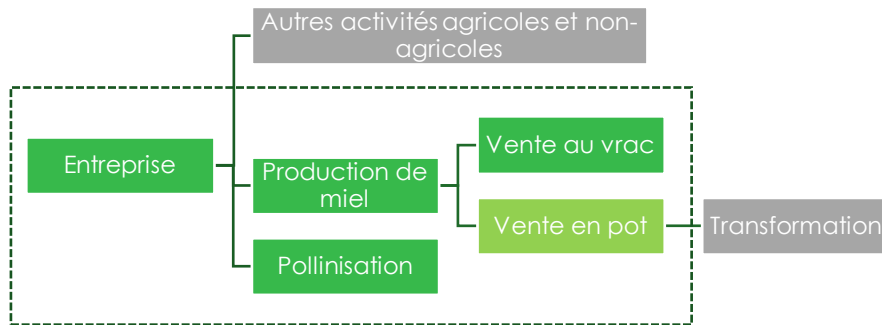 Autres activités agricoles et non-
agricoles
Entreprise
Production de
miel
Pollinisation
Vente au vrac
Vente en pot
Transformation